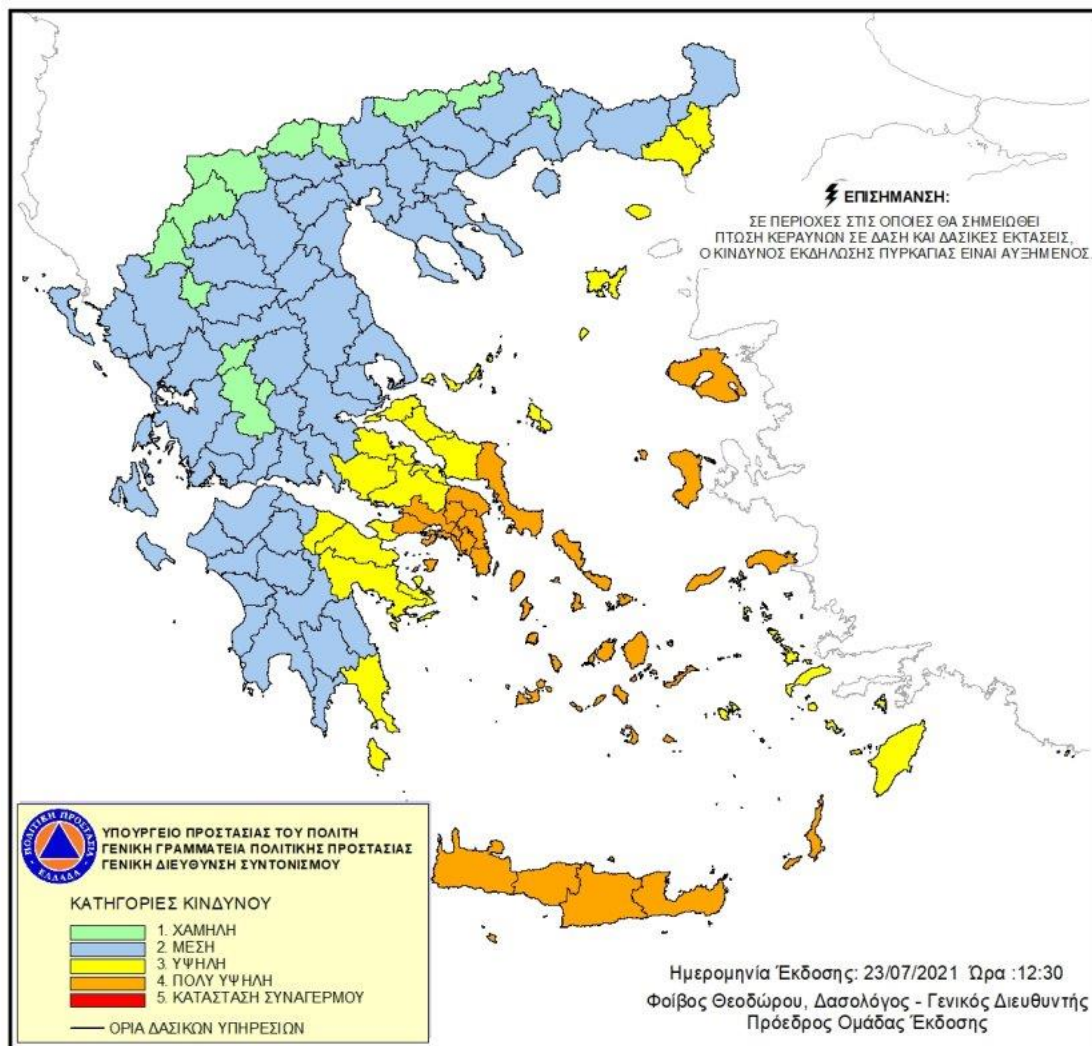 ΕΠΙΣΗΜΑΝΣΗ:
ΣΕ ΠΕΡΙΟΧΕΣ ΣΤΙΣ ΟΠΟΙΕΣ ΘΑ ΣΗΜΕΙΩΘΕΙ
ΠΤΩΣΗ ΚΕΡΑΥΝΩΝ ΣΕ ΔΑΣΗ ΚΑΙ ΔΑΣΙΚΕΣ ΕΚΤΑΣΕΙΣ,
Ο ΚΙΝΔΥΝΟΣ ΕΚΔΗΛΩΣΗΣ ΠΥΡΚΑΓΙΑΣ ΕΙΝΑΙ ΑΥΞΗΜΕΝΟΣ
ΠΟΛΙΤΙΚΗ ΠΡΟΣΤΑΣΙΑ
ΕΛΛΑΔΑ
ΥΠΟΥΡΓΕΙΟ ΠΡΟΣΤΑΣΙΑΣ ΤΟΥ ΠΟΛΙΤΗ
ΓΕΝΙΚΗ ΓΡΑΜΜΑΤΕΙΑ ΠΟΛΙΤΙΚΗΣ ΠΡΟΣΤΑΣΙΑΣ
ΓΕΝΙΚΗ ΔΙΕΥΘΥΝΣΗ ΣΥΝΤΟΝΙΣΜΟΥ
ΚΑΤΗΓΟΡΙΕΣ ΚΙΝΔΥΝΟΥ
1. ΧΑΜΗΛΗ
2. ΜΕΣΗ
3. ΥΨΗΛΗ
4. ΠΟΛΥ ΥΨΗΛΗ
5. ΚΑΤΑΣΤΑΣΗ ΣΥΝΑΓΕΡΜΟΥ
ΟΡΙΑ ΔΑΣΙΚΩΝ ΥΠΗΡΕΣΙΩΝ
Ημερομηνία Έκδοσης: 23/07/2021 Ώρα :12:30
Φοίβος Θεοδώρου, Δασολόγος - Γενικός Διευθυντής
Πρόεδρος Ομάδας Έκδοσης